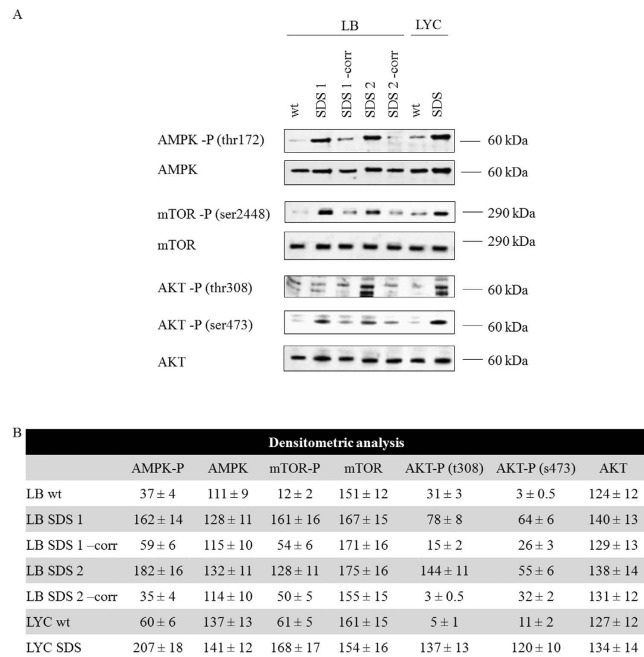 A
LB LYC
wt SDS 1 SDS 1 -corr SDS 2 SDS 2 -corr wt SDS
AMPK -P (thr172) 60 kDa
AMPK 60 kDa
mTOR -P (ser2448) 290 kDa
mTOR 290 kDa
AKT -P (thr308) 60 kDa
AKT -P (ser473) 60 kDa
AKT 60 kDa
B
Densitometric analysis
AMPK-P AMPK mTOR-P mTOR AKT-P (t308) AKT-P (s473) AKT
LB wt 37 ± 4 111 ± 9 12 ± 2 151 ± 12 31 ± 3 3 ± 0.5 124 ± 12
LB SDS 1 162 ± 14 128 ± 11 161 ± 16 167 ± 15 78 ± 8 64 ± 6 140 ± 13
LB SDS 1 –corr 59 ± 6 115 ± 10 54 ± 6 171 ± 16 15 ± 2 26 ± 3 129 ± 13
LB SDS 2 182 ± 16 132 ± 11 128 ± 11 175 ± 16 144 ± 11 55 ± 6 138 ± 14
LB SDS 2 –corr 35 ± 4 114 ± 10 50 ± 5 155 ± 15 3 ± 0.5 32 ± 2 131 ± 12
LYC wt 60 ± 6 137 ± 13 61 ± 5 161 ± 15 5 ± 1 11 ± 2 127 ± 12
LYC SDS 207 ± 18 141 ± 12 168 ± 17 154 ± 16 137 ± 13 120 ± 10 134 ± 14